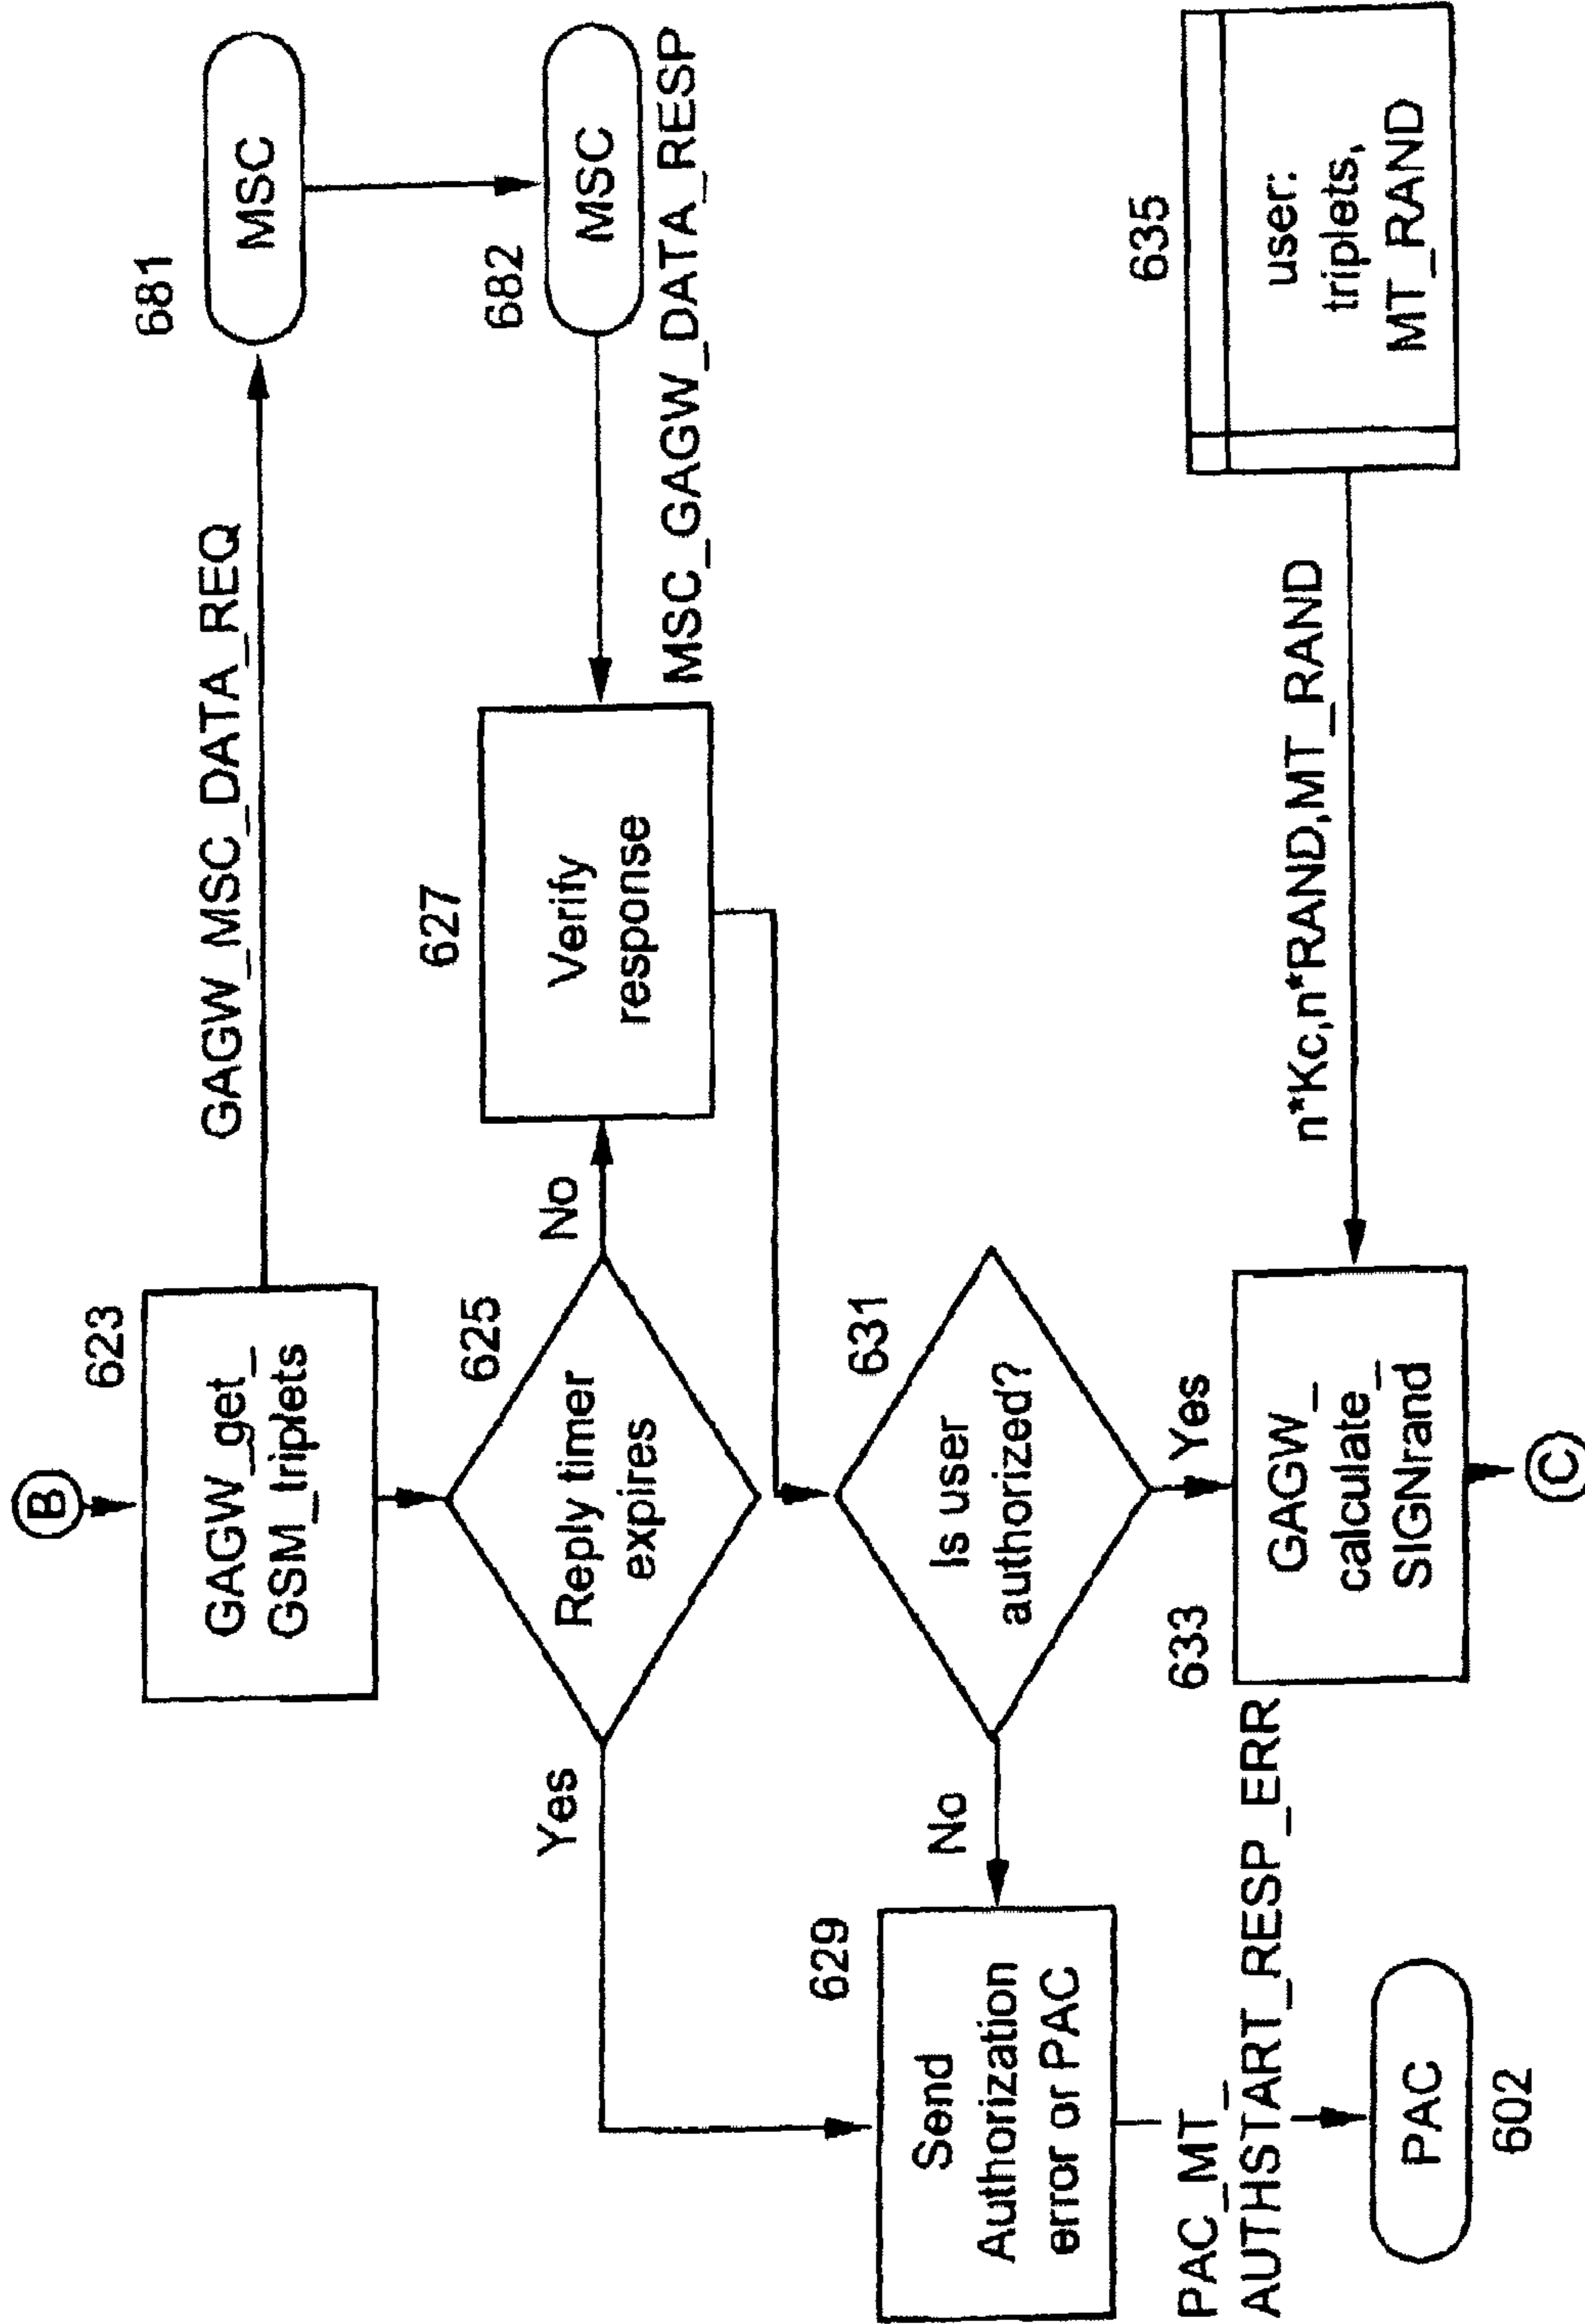 B
623
GAGW_get_
GSM_triplets
GAGW_MSC_DATA_REQ
681
MSC
625
Reply timer
expires
Yes
No
627
Verify
response
682
MSC
MSC_GAGW_DATA_RESP
629
Send
Authorization
error or PAC
No
631
Is user
authorized?
Yes
PAC_MT_
AUTHSTART_RESP_ERR
PAC
602
633
GAGW_
calculate_
SIGNrand
n*Kc,n*RAND,MT_RAND
635
user:
triplets,
MT_RAND
C